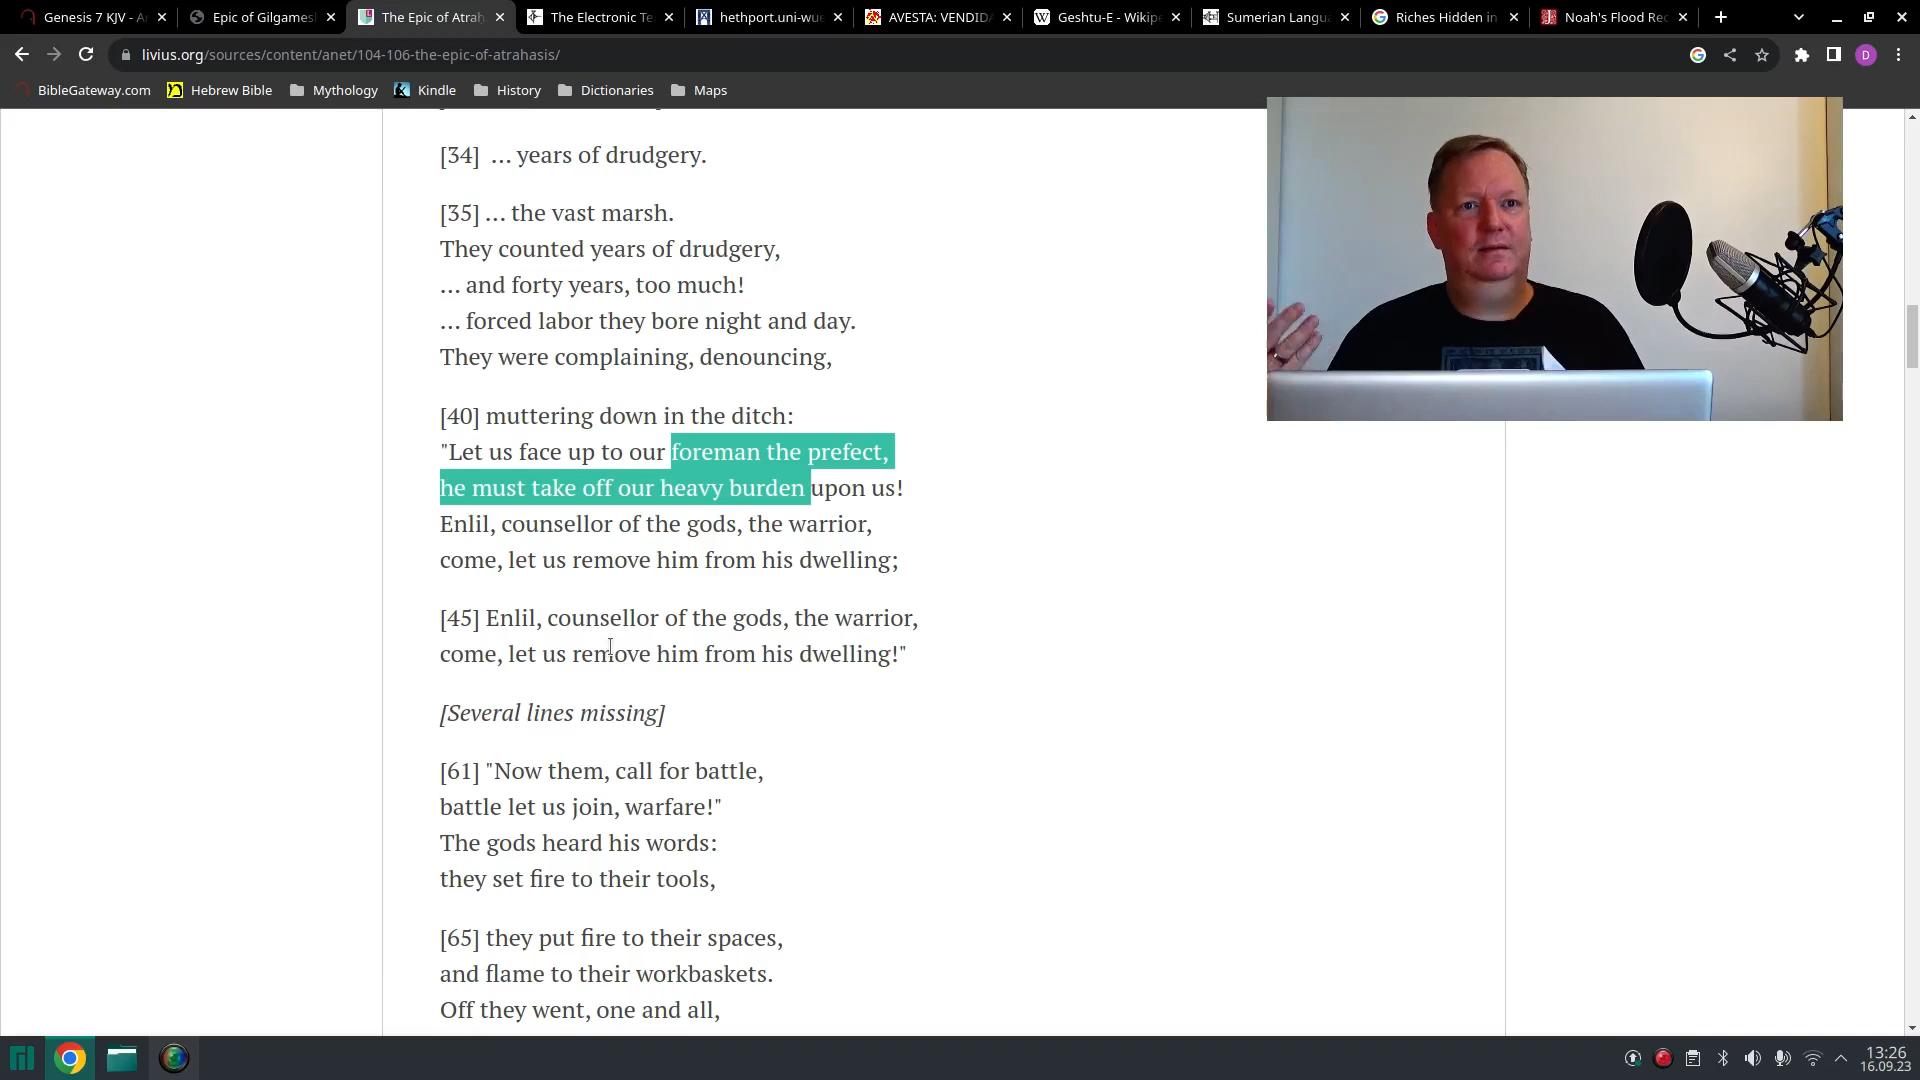 Genesis 7 KJV - A
Epic of Gilgames
The Epic of Atrah
The Electronic Te
hethport.uni-wue
AVESTA: VENDID
Geshtu-E - Wikipe
Sumerian Langu
Riches Hidden in
Noah's Flood Rec
livius.org/sources/content/anet/104-106-the-epic-of-atrahasis/
D
BibleGateway.com
Hebrew Bible
Mythology
Kindle
History
Dictionaries
Maps
[34] … years of drudgery.
[35] … the vast marsh.
They counted years of drudgery,
… and forty years, too much!
… forced labor they bore night and day.
They were complaining, denouncing,
[40] muttering down in the ditch:
"Let us face up to our foreman the prefect,
he must take off our heavy burden upon us!
Enlil, counsellor of the gods, the warrior,
come, let us remove him from his dwelling;
[45] Enlil, counsellor of the gods, the warrior,
come, let us remove him from his dwelling!"
[Several lines missing]
[61] "Now them, call for battle,
battle let us join, warfare!"
The gods heard his words:
they set fire to their tools,
[65] they put fire to their spaces,
and flame to their workbaskets.
Off they went, one and all,
13:26
16.09.23